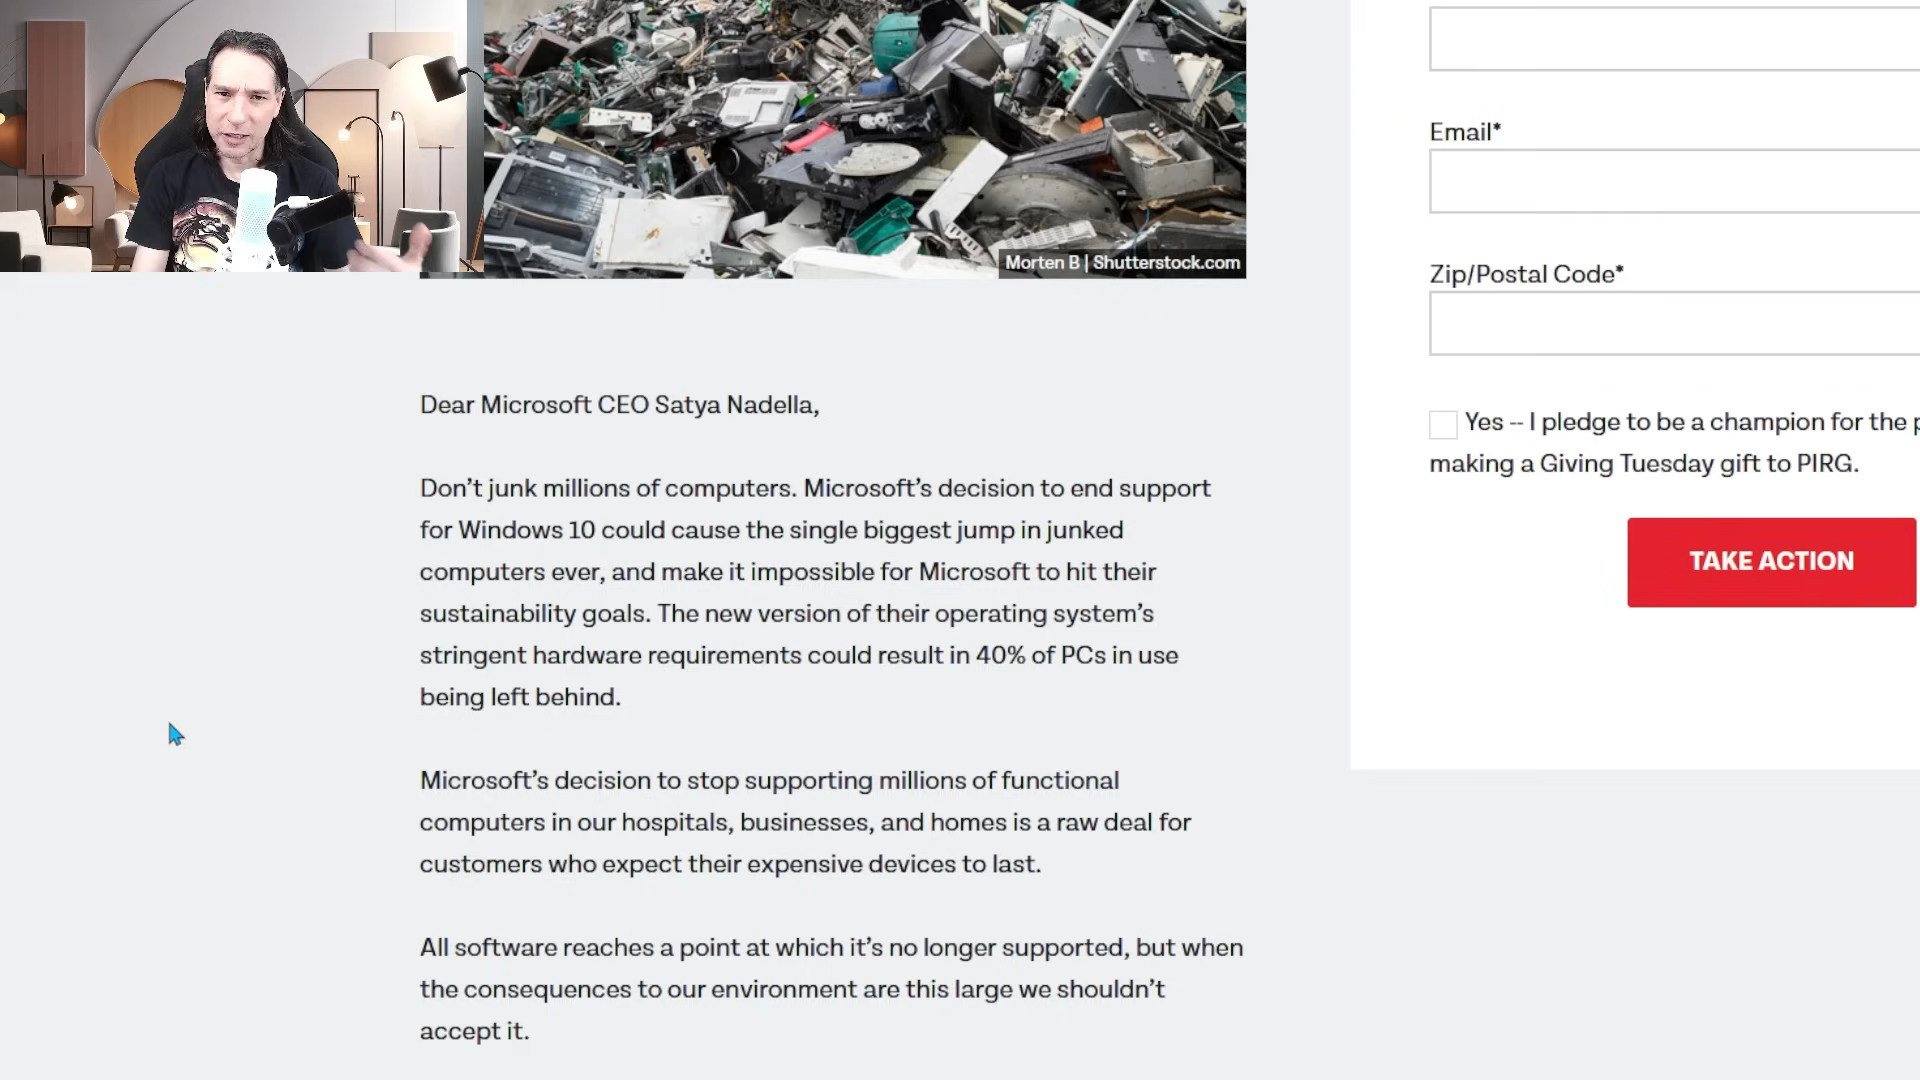 Morten B | Shutterstock.com
Dear Microsoft CEO Satya Nadella,
Don’t junk millions of computers. Microsoft’s decision to end support
for Windows 10 could cause the single biggest jump in junked
computers ever, and make it impossible for Microsoft to hit their
sustainability goals. The new version of their operating system’s
stringent hardware requirements could result in 40% of PCs in use
being left behind.
Microsoft’s decision to stop supporting millions of functional
computers in our hospitals, businesses, and homes is a raw deal for
customers who expect their expensive devices to last.
All software reaches a point at which it’s no longer supported, but when
the consequences to our environment are this large we shouldn’t
accept it.
Email*
Zip/Postal Code*
Yes -- I pledge to be a champion for the
making a Giving Tuesday gift to PIRG.
TAKE ACTION